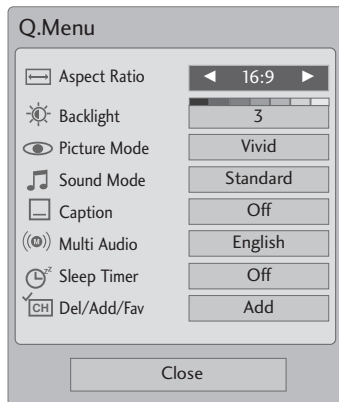 Q.Menu
Aspect Ratio ◄ 16:9 ►
Backlight 3
Picture Mode Vivid
Sound Mode Standard
Caption Off
Multi Audio English
Sleep Timer Off
CH Del/Add/Fav Add
Close